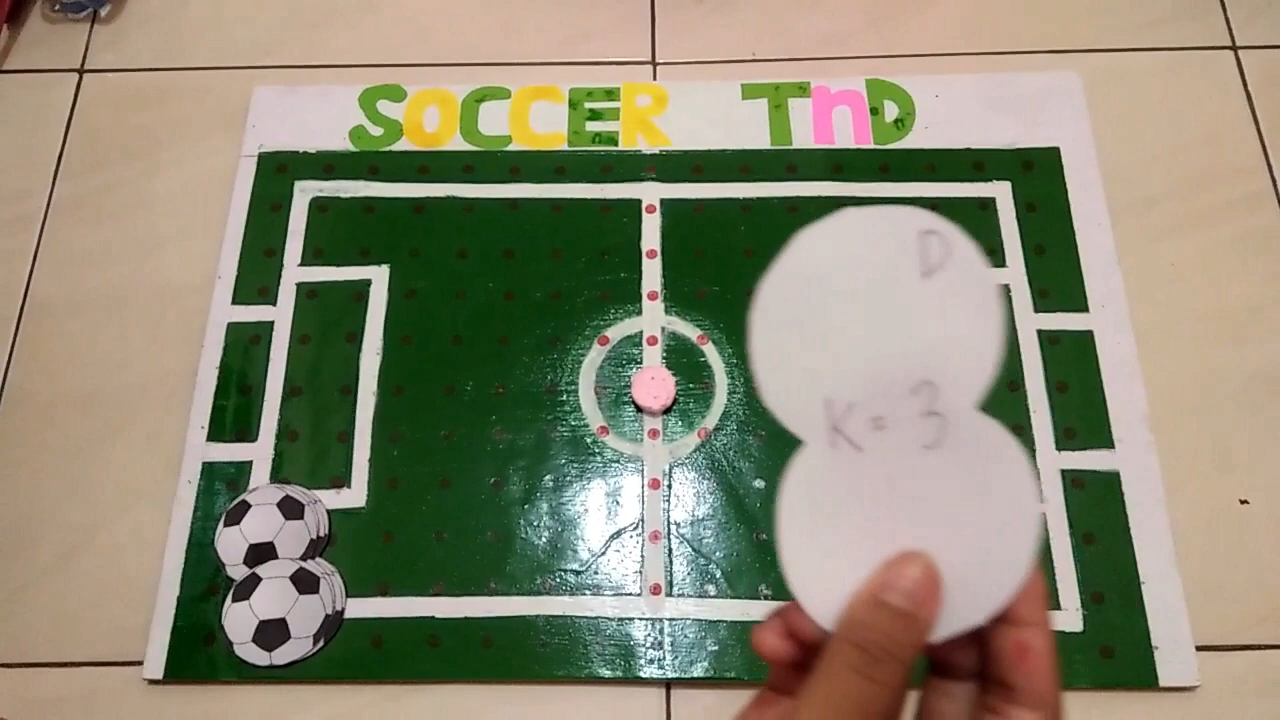 SOCCER TnD
D
K = 3